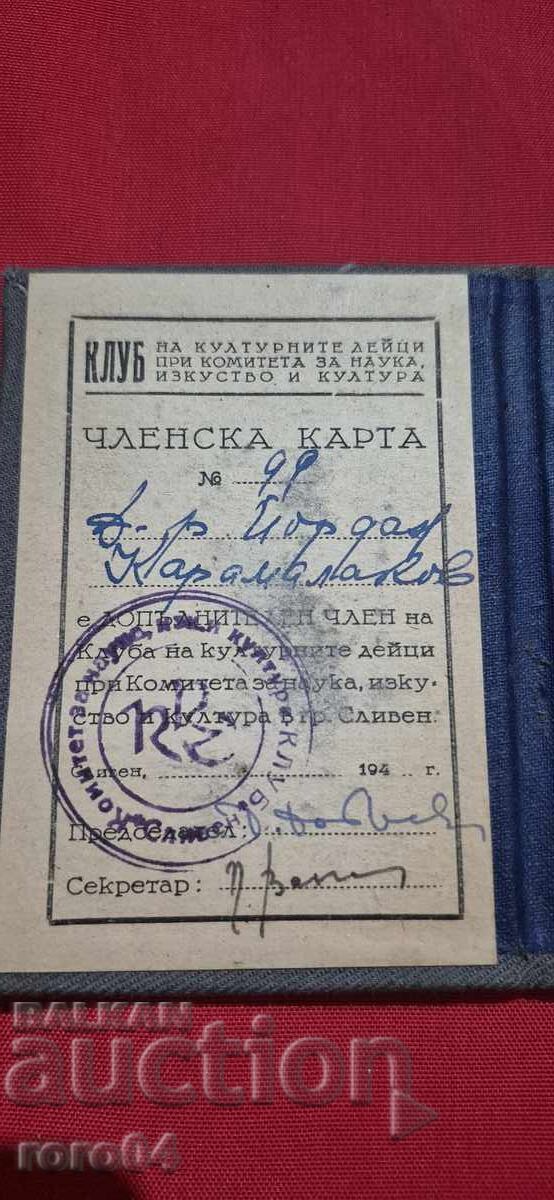 КЛУБ НА КУЛТУРНИТЕ ДЕЙЦИ
ПРИ КОМИТЕТА ЗА НАУКА,
ИЗКУСТВО И КУЛТУРА
ЧЛЕНСКА КАРТА
№ 99
Д-р Йордан
Карамалаков
е ДОПЪЛНИТЕЛЕН ЧЛЕН на
Клуба на културните дейци
при Комитета за наука, изку-
ство и култура в гр. Сливен.
Сливен, 194 г.
Председател:
Секретар:
BALKAN
auction
roro04